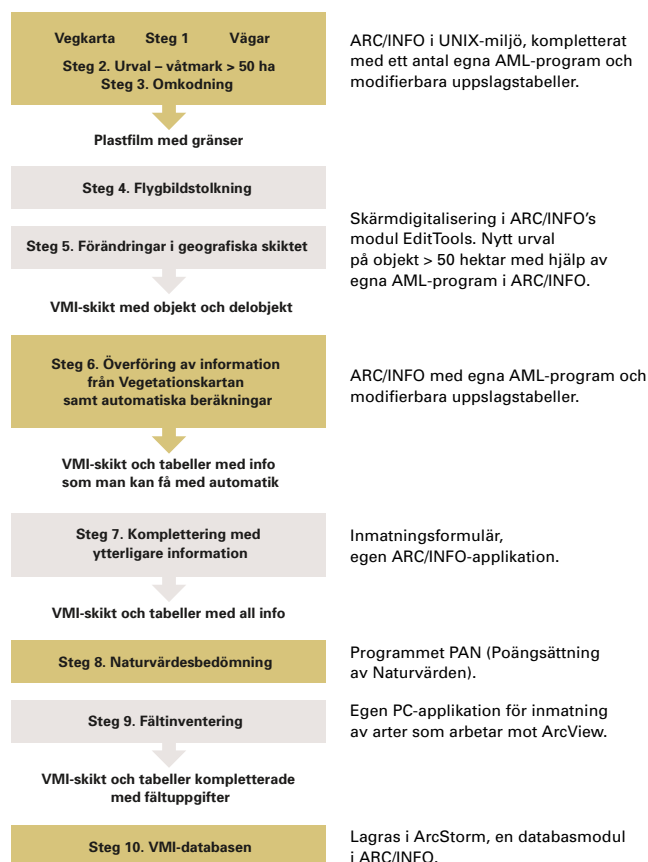 Vegkarta Steg 1 Vägar
Steg 2. Urval – våtmark > 50 ha
Steg 3. Omkodning
ARC/INFO i UNIX-miljö, kompletterat
med ett antal egna AML-program och
modifierbara uppslagstabeller.
Plastfilm med gränser
Steg 4. Flygbildstolkning
Steg 5. Förändringar i geografiska skiktet
Skärmdigitalisering i ARC/INFO's
modul EditTools. Nytt urval
på objekt > 50 hektar med hjälp av
egna AML-program i ARC/INFO.
VMI-skikt med objekt och delobjekt
Steg 6. Överföring av information
från Vegetationskartan
samt automatiska beräkningar
ARC/INFO med egna AML-program och
modifierbara uppslagstabeller.
VMI-skikt och tabeller med info
som man kan få med automatik
Steg 7. Komplettering med
ytterligare information
Inmatningsformulär,
egen ARC/INFO-applikation.
VMI-skikt och tabeller med all info
Steg 8. Naturvärdesbedömning
Programmet PAN (Poängsättning
av Naturvärden).
Steg 9. Fältinventering
Egen PC-applikation för inmatning
av arter som arbetar mot ArcView.
VMI-skikt och tabeller kompletterade
med fältuppgifter
Steg 10. VMI-databasen
Lagras i ArcStorm, en databasmodul
i ARC/INFO.